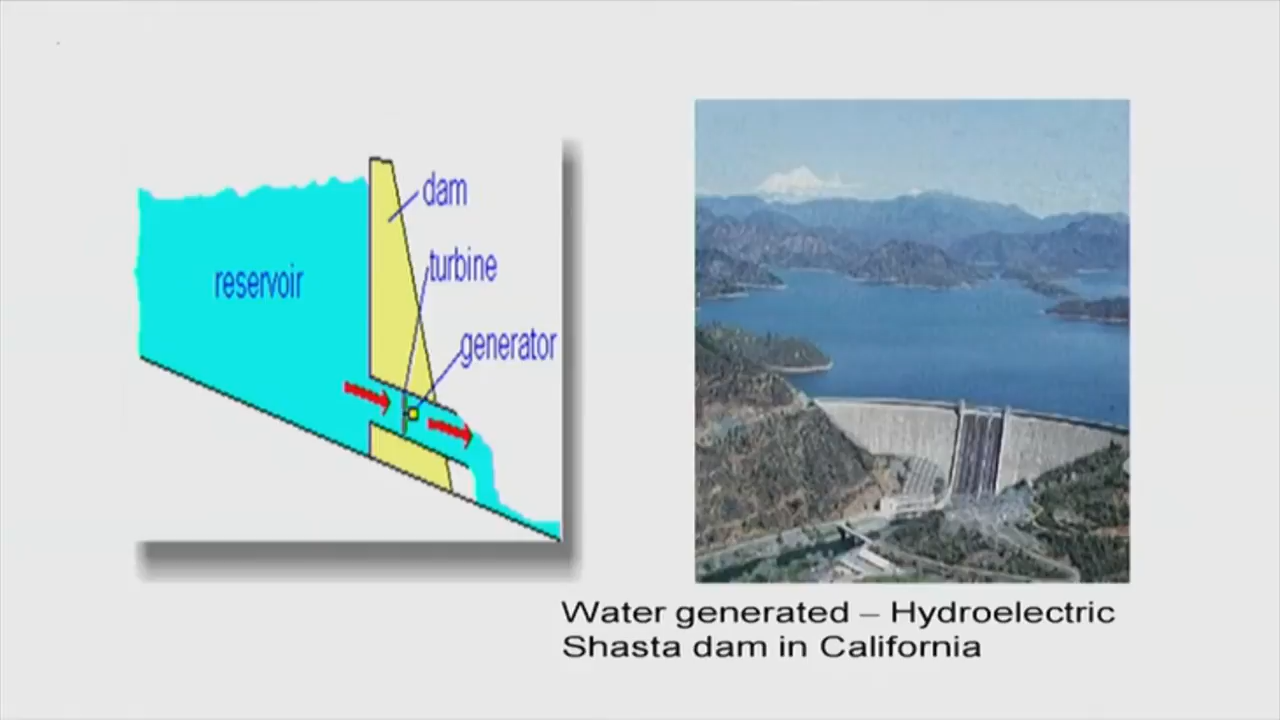 dam
turbine
reservoir
generator
Water generated – Hydroelectric
Shasta dam in California